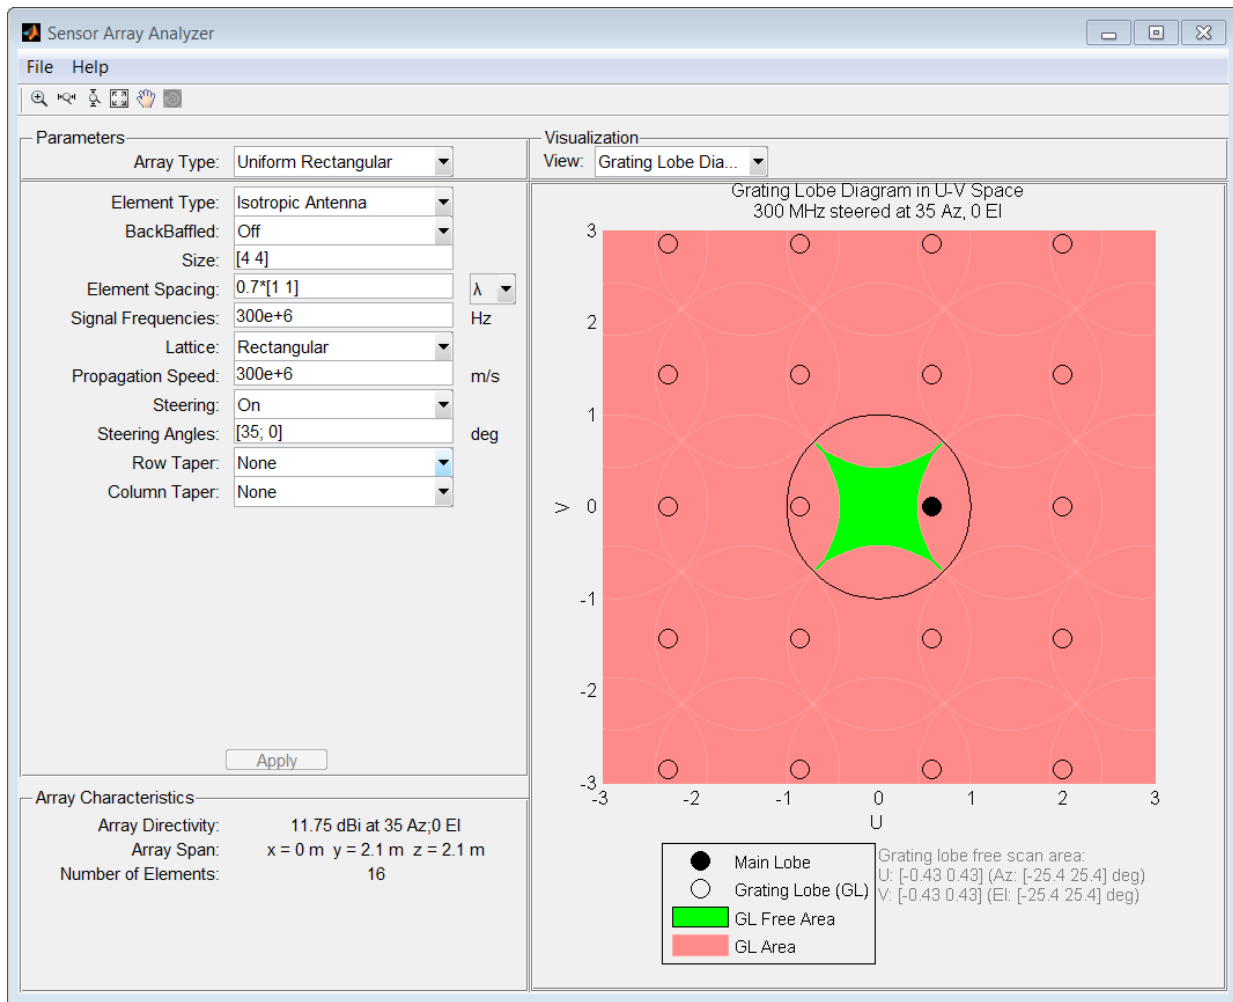 Sensor Array Analyzer
File Help
Parameters
Array Type: Uniform Rectangular
Element Type: Isotropic Antenna
BackBaffled: Off
Size: [4 4]
Element Spacing: 0.7*[1 1] λ
Signal Frequencies: 300e+6 Hz
Lattice: Rectangular
Propagation Speed: 300e+6 m/s
Steering: On
Steering Angles: [35; 0] deg
Row Taper: None
Column Taper: None
Apply
Array Characteristics
Array Directivity: 11.75 dBi at 35 Az;0 El
Array Span: x = 0 m y = 2.1 m z = 2.1 m
Number of Elements: 16
Visualization
View: Grating Lobe Dia...
Grating Lobe Diagram in U-V Space
300 MHz steered at 35 Az, 0 El
3
2
1
V 0
-1
-2
-3
-3 -2 -1 0 1 2 3
U
Main Lobe
Grating Lobe (GL)
GL Free Area
GL Area
Grating lobe free scan area:
U: [-0.43 0.43] (Az: [-25.4 25.4] deg)
V: [-0.43 0.43] (El: [-25.4 25.4] deg)